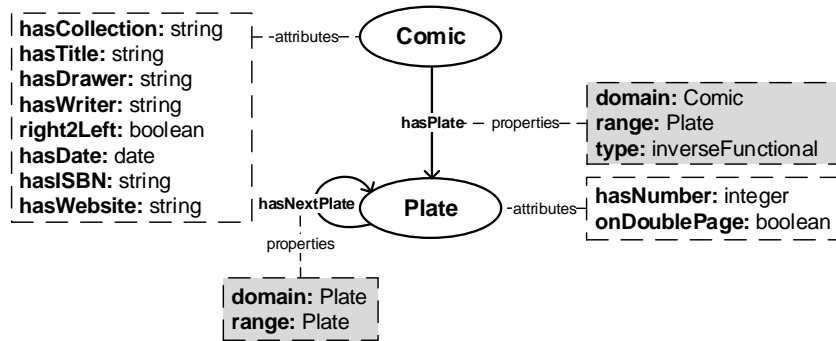 hasCollection: string
hasTitle: string
hasDrawer: string
hasWriter: string
right2Left: boolean
hasDate: date
hasISBN: string
hasWebsite: string
attributes
Comic
hasPlate
properties
domain: Comic
range: Plate
type: inverseFunctional
hasNextPlate
Plate
attributes
hasNumber: integer
onDoublePage: boolean
properties
domain: Plate
range: Plate